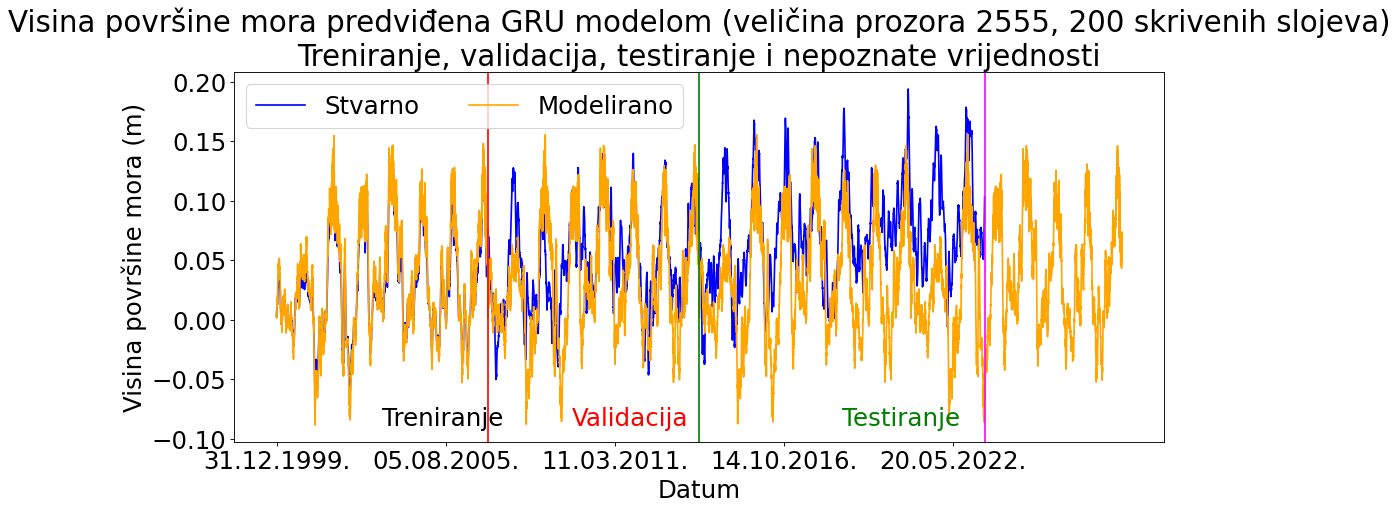 Visina površine mora predviđena GRU modelom (veličina prozora 2555, 200 skrivenih slojeva)
Treniranje, validacija, testiranje i nepoznate vrijednosti
Stvarno Modelirano
Visina površine mora (m)
0.20
0.15
0.10
0.05
0.00
−0.05
−0.10
Treniranje Validacija Testiranje
31.12.1999. 05.08.2005. 11.03.2011. 14.10.2016. 20.05.2022.
Datum